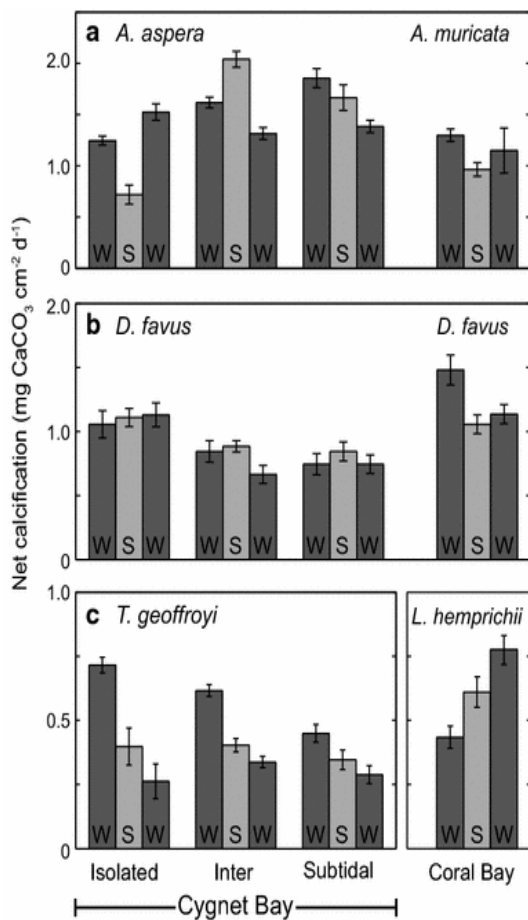 Net calcification (mg CaCO₃ cm⁻² d⁻¹)
a A. aspera A. muricata
2.0
1.0
0
W S W W S W W S W W S W
b D. favus D. favus
2.0
1.0
0
W S W W S W W S W W S W
c T. geoffroyi L. hemprichii
1.0
0.5
0
W S W W S W W S W W S W
Isolated Inter Subtidal Coral Bay
Cygnet Bay